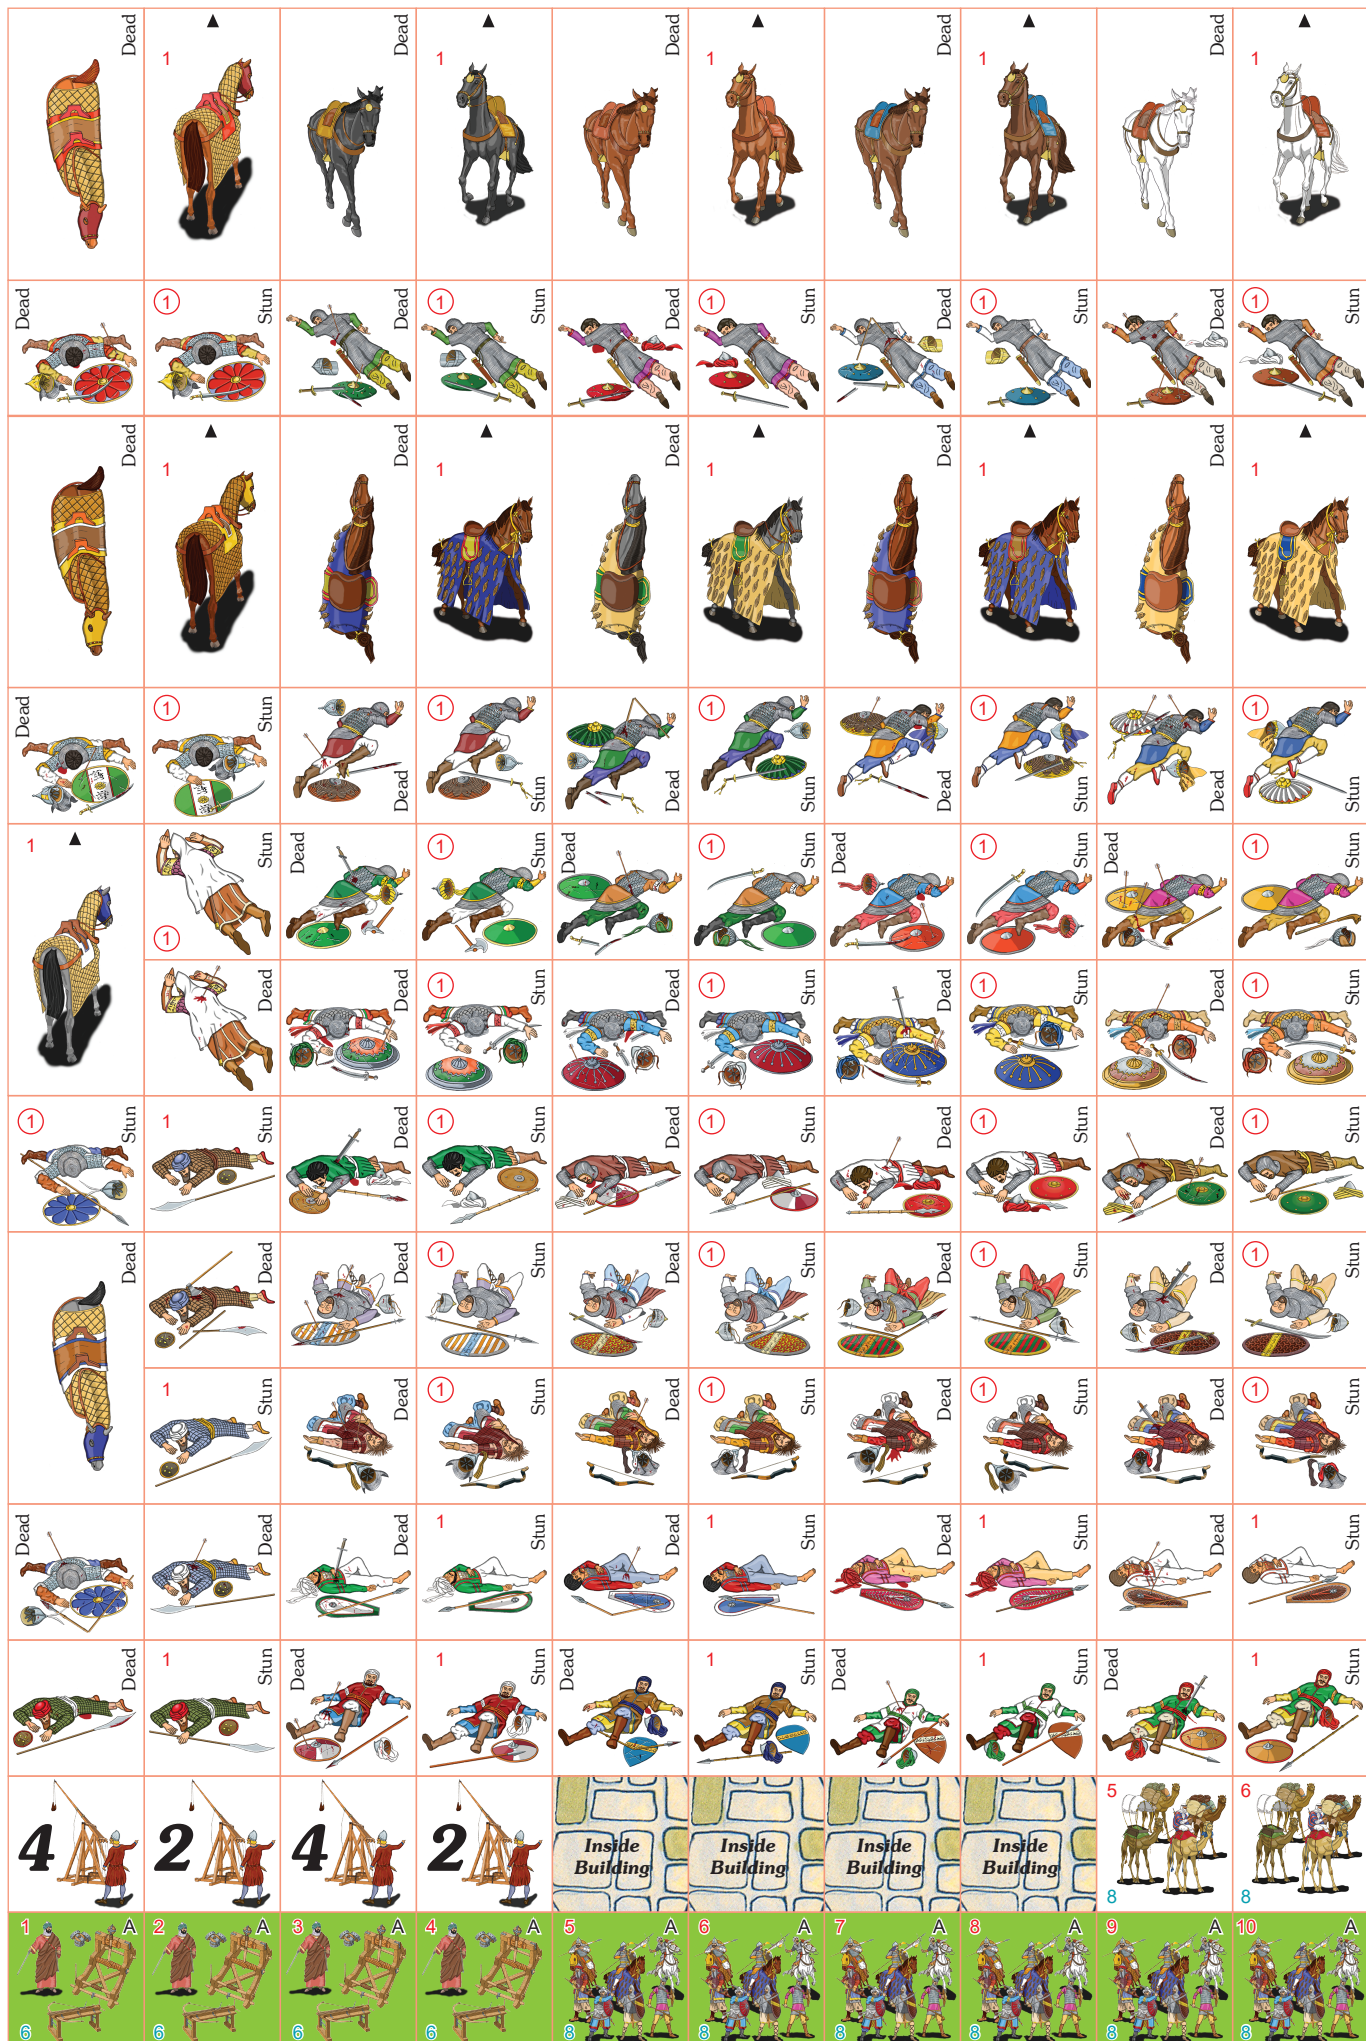 Dead 1 ▲ Dead 1 ▲ Dead 1 ▲ Dead 1 ▲ Dead 1 ▲
Dead 1 Stun Dead 1 Stun Dead 1 Stun Dead 1 Stun Dead 1 Stun
Dead 1 ▲ Dead 1 ▲ Dead 1 ▲ Dead 1 ▲ Dead 1 ▲
Dead 1 Stun Dead 1 Stun Dead 1 Stun Dead 1 Stun Dead 1 Stun
1 ▲ 1 Stun Dead 1 Stun Dead 1 Stun Dead 1 Stun Dead 1 Stun
Dead Dead 1 Stun Dead 1 Stun Dead 1 Stun Dead 1 Stun
1 Stun 1 Stun Dead 1 Stun Dead 1 Stun Dead 1 Stun Dead 1 Stun
Dead Dead Dead 1 Stun Dead 1 Stun Dead 1 Stun Dead 1 Stun
1 Stun Dead 1 Stun Dead 1 Stun Dead 1 Stun Dead 1 Stun
Dead Dead Dead 1 Stun Dead 1 Stun Dead 1 Stun Dead 1 Stun
Dead 1 Stun Dead 1 Stun Dead 1 Stun Dead 1 Stun Dead 1 Stun
4 2 4 2 Inside Inside Inside Inside 5 6
Building Building Building Building
8 8
1 A 2 A 3 A 4 A 5 A 6 A 7 A 8 A 9 A 10 A
6 6 6 6 8 8 8 8 8 8